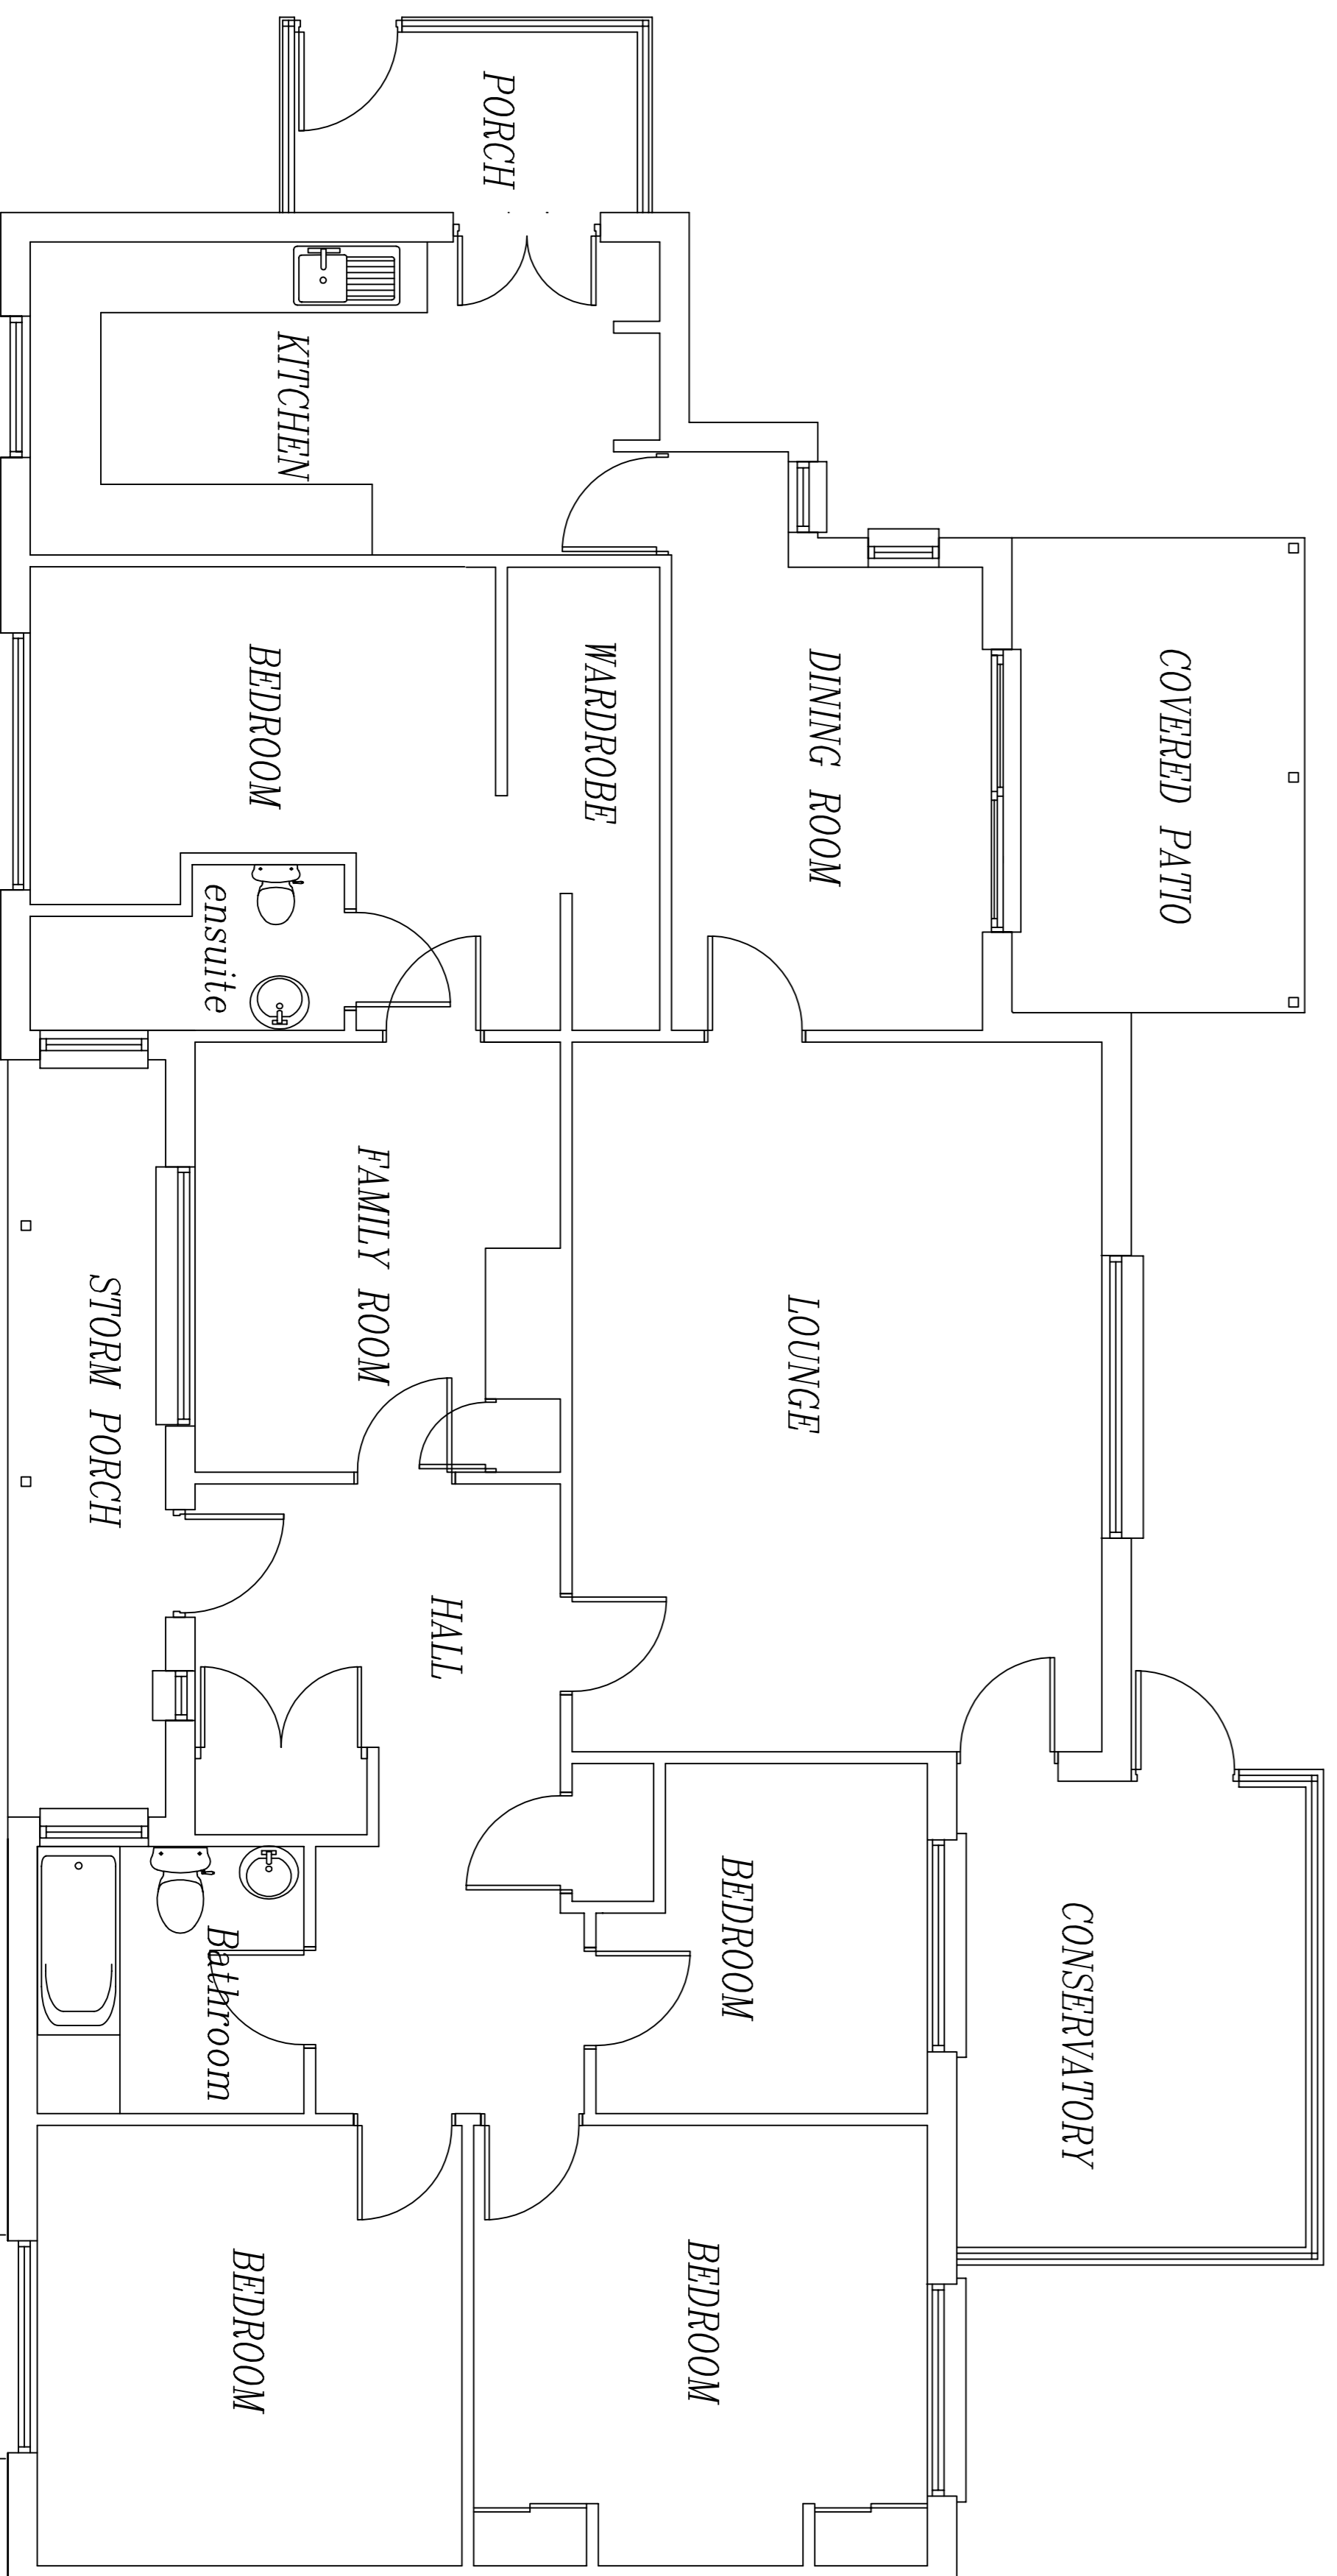 PORCH
KITCHEN
COVERED PATIO
DINING ROOM
WARDROBE
BEDROOM
ensuite
LOUNGE
FAMILY ROOM
STORM PORCH
HALL
CONSERVATORY
BEDROOM
Bathroom
BEDROOM
BEDROOM